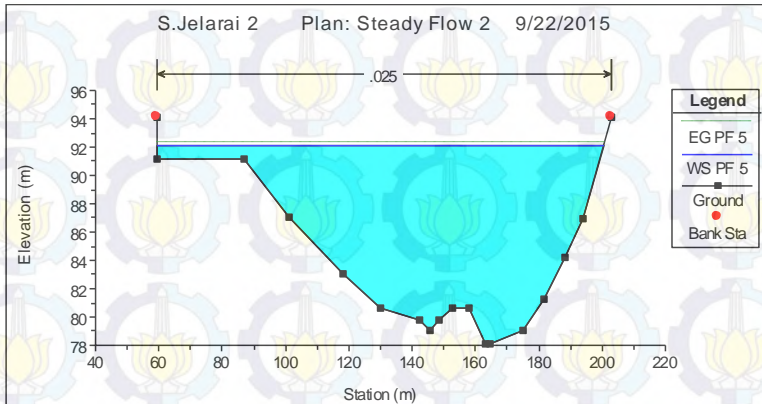 S.Jelarai 2 Plan: Steady Flow 2 9/22/2015
.025
96
94
92
90
88
86
84
82
80
78
Elevation (m)
40 60 80 100 120 140 160 180 200 220
Station (m)
Legend
EG PF 5
WS PF 5
Ground
Bank Sta